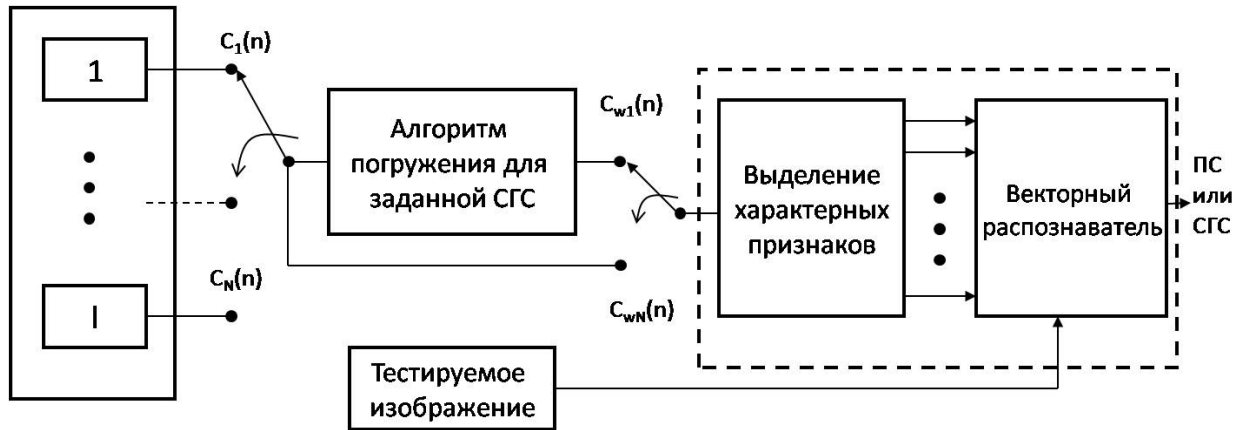 1
I
C1(n)
CN(n)
Алгоритм
погружения для
заданной СГС
Cw1(n)
CwN(n)
Выделение
характерных
признаков
Векторный
распознаватель
ПС
или
СГС
Тестируемое
изображение